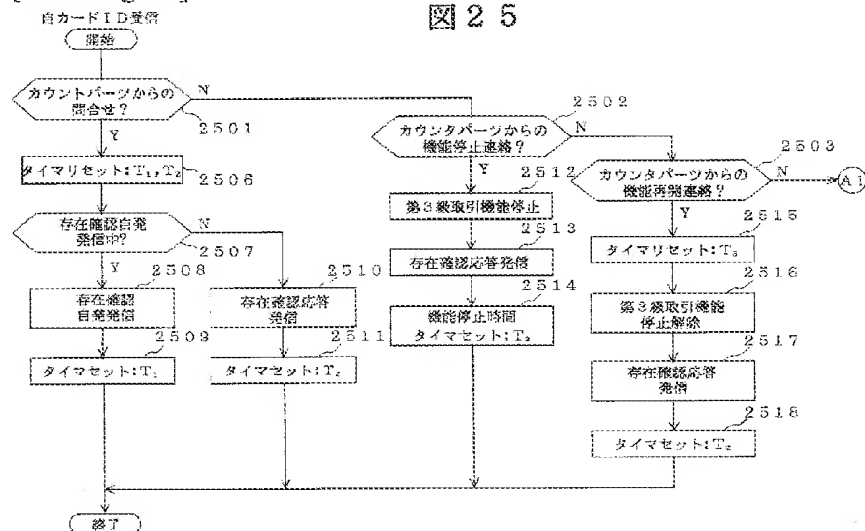 図25
自カードID受信
開始
カウントパーツからの
問合せ?
N
2501
Y
タイマリセット:T₁,T₂
2506
存在確認自発
発信中?
N
2507
Y
2508
存在確認
自発発信
2509
タイマセット:T₁
2510
存在確認応答
発信
2511
タイマセット:T₂
2502
カウンタパーツからの
機能停止連絡?
N
Y
2512
第3級取引機能停止
2513
存在確認応答発信
2514
機能停止時間
タイマセット:T₃
2503
カウンタパーツからの
機能再開連絡?
N
A1
Y
2515
タイマリセット:T₃
2516
第3級取引機能
停止解除
2517
存在確認応答
発信
2518
タイマセット:T₂
終了